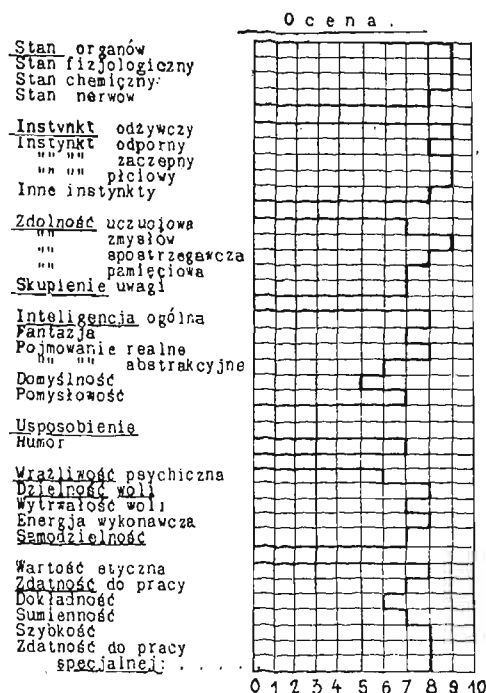 Ocena.
Stan organów
Stan fizjologiczny
Stan chemiczny
Stan nerwów
Instynkt odżywczy
Instynkt odporny
"" "" zaczepny
"" "" płciowy
Inne instynkty
Zdolność uczuciowa
"" zmysłów
"" spostrzegawcza
"" pamięciowa
Skupienie uwagi
Inteligencja ogólna
Fantazja
Pojmowanie realne
"" "" abstrakcyjne
Domyślność
Pomysłowość
Usposobienie
Humor
Wrażliwość psychiczna
Dzielność woli
Wytrwałość woli
Energja wykonawcza
Samodzielność
Wartość etyczna
Zdatność do pracy
Dokładność
Sumienność
Szybkość
Zdatność do pracy
specjalnej: . . . .
0 1 2 3 4 5 6 7 8 9 10